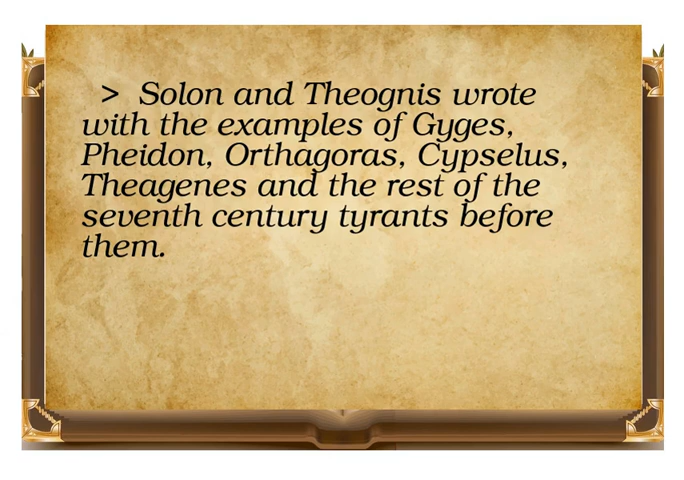 > Solon and Theognis wrote
with the examples of Gyges,
Pheidon, Orthagoras, Cypselus,
Theagenes and the rest of the
seventh century tyrants before
them.